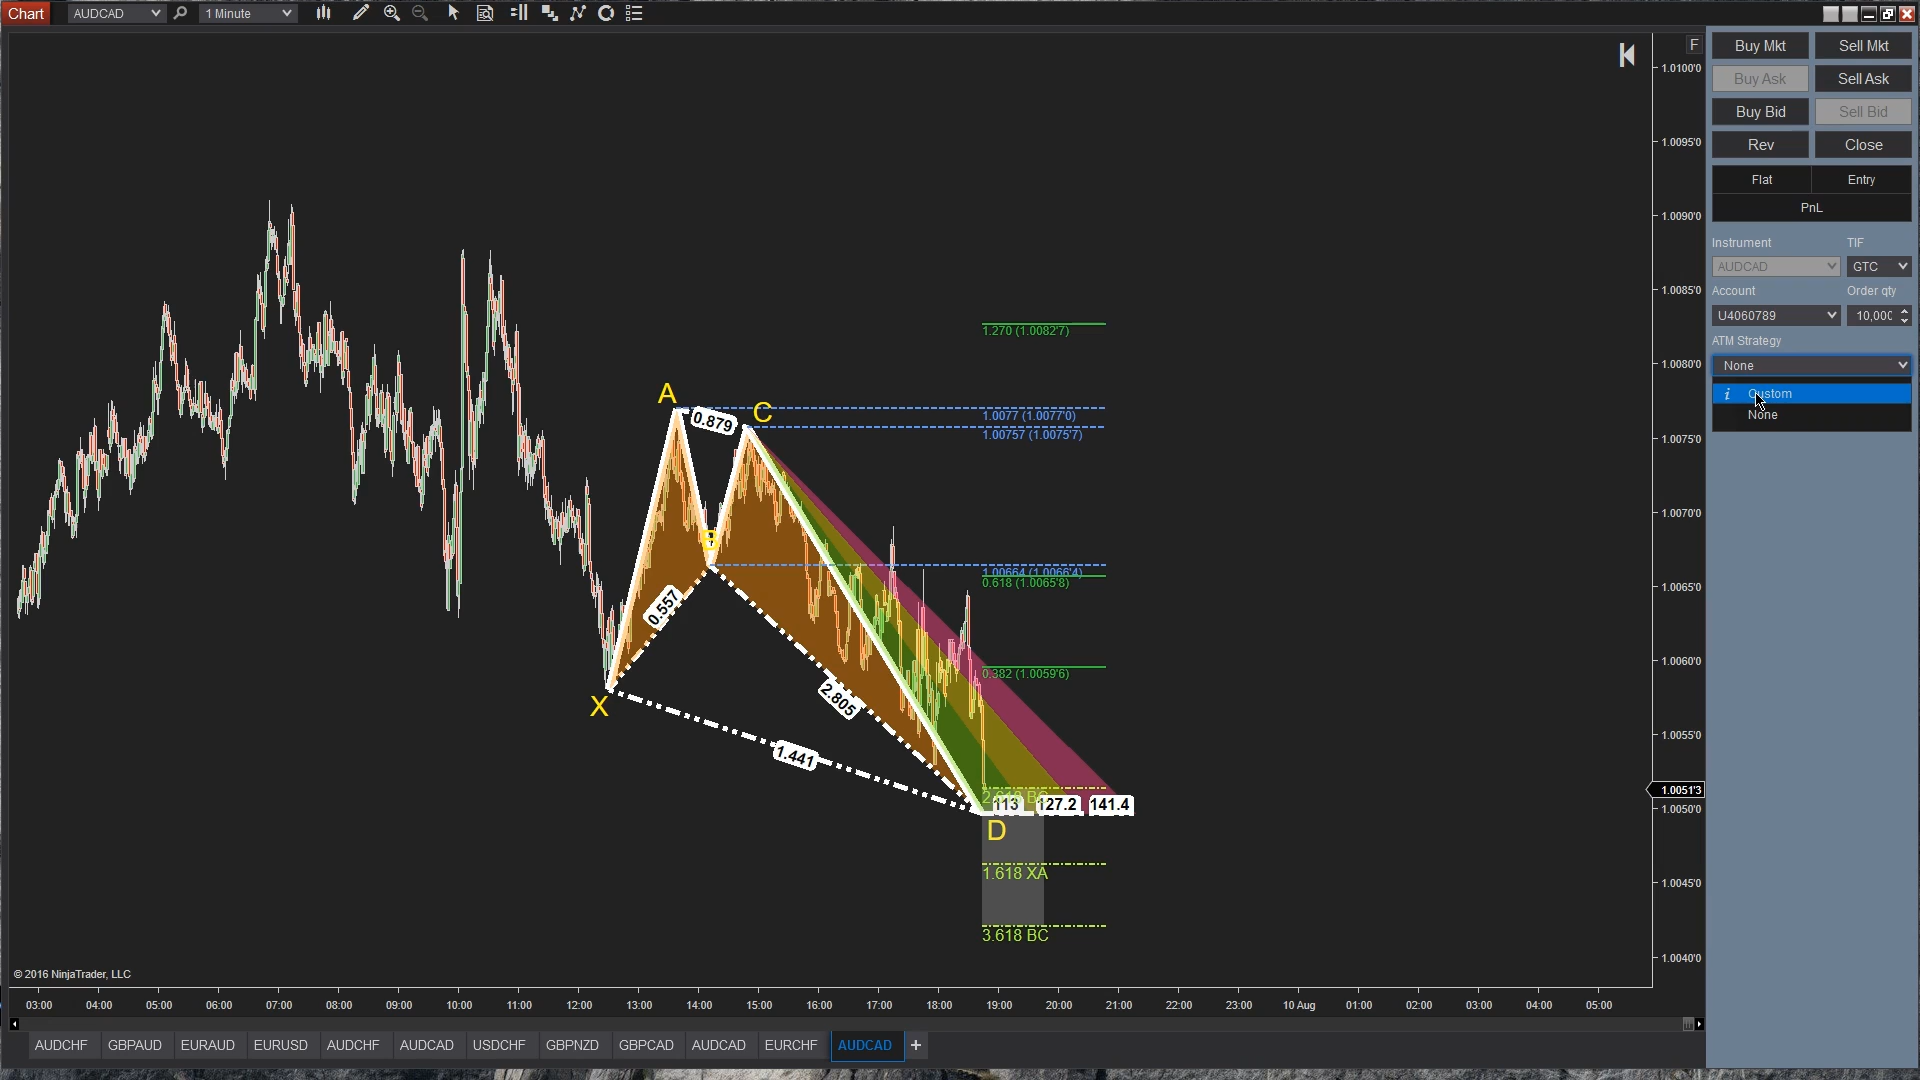 Chart AUDCAD 1 Minute
F
Buy Mkt Sell Mkt
Buy Ask Sell Ask
Buy Bid Sell Bid
Rev Close
Flat Entry
PnL
Instrument TIF
AUDCAD GTC
Account Order qty
U4060789 10,000
ATM Strategy
None
i Custom
None
1.0100'0
1.0095'0
1.0090'0
1.0085'0
1.0080'0
1.0075'0
1.0070'0
1.0065'0
1.0060'0
1.0055'0
1.0051'3
1.0050'0
1.0045'0
1.0040'0
1.270 (1.0082'7)
A
0.879
C
1.0077 (1.0077'0)
1.00757 (1.0075'7)
B
1.00664 (1.0066'4)
0.618 (1.0065'8)
0.557
0.382 (1.0059'6)
X
2.805
1.441
2.618 BC
113 127.2 141.4
D
1.618 XA
3.618 BC
© 2016 NinjaTrader, LLC
03:00 04:00 05:00 06:00 07:00 08:00 09:00 10:00 11:00 12:00 13:00 14:00 15:00 16:00 17:00 18:00 19:00 20:00 21:00 22:00 23:00 10 Aug 01:00 02:00 03:00 04:00 05:00
AUDCHF GBPAUD EURAUD EURUSD AUDCHF AUDCAD USDCHF GBPNZD GBPCAD AUDCAD EURCHF AUDCAD +